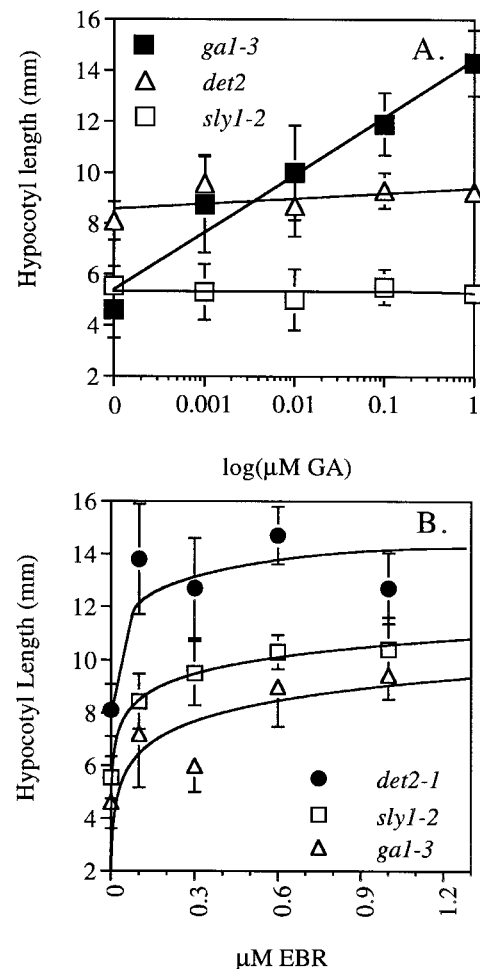 16
14
12
10
8
6
4
2
Hypocotyl length (mm)
ga1-3
det2
sly1-2
A.
0 0.001 0.01 0.1 1
log(μM GA)
16
14
12
10
8
6
4
2
Hypocotyl Length (mm)
B.
det2-1
sly1-2
ga1-3
0 0.3 0.6 0.9 1.2
μM EBR